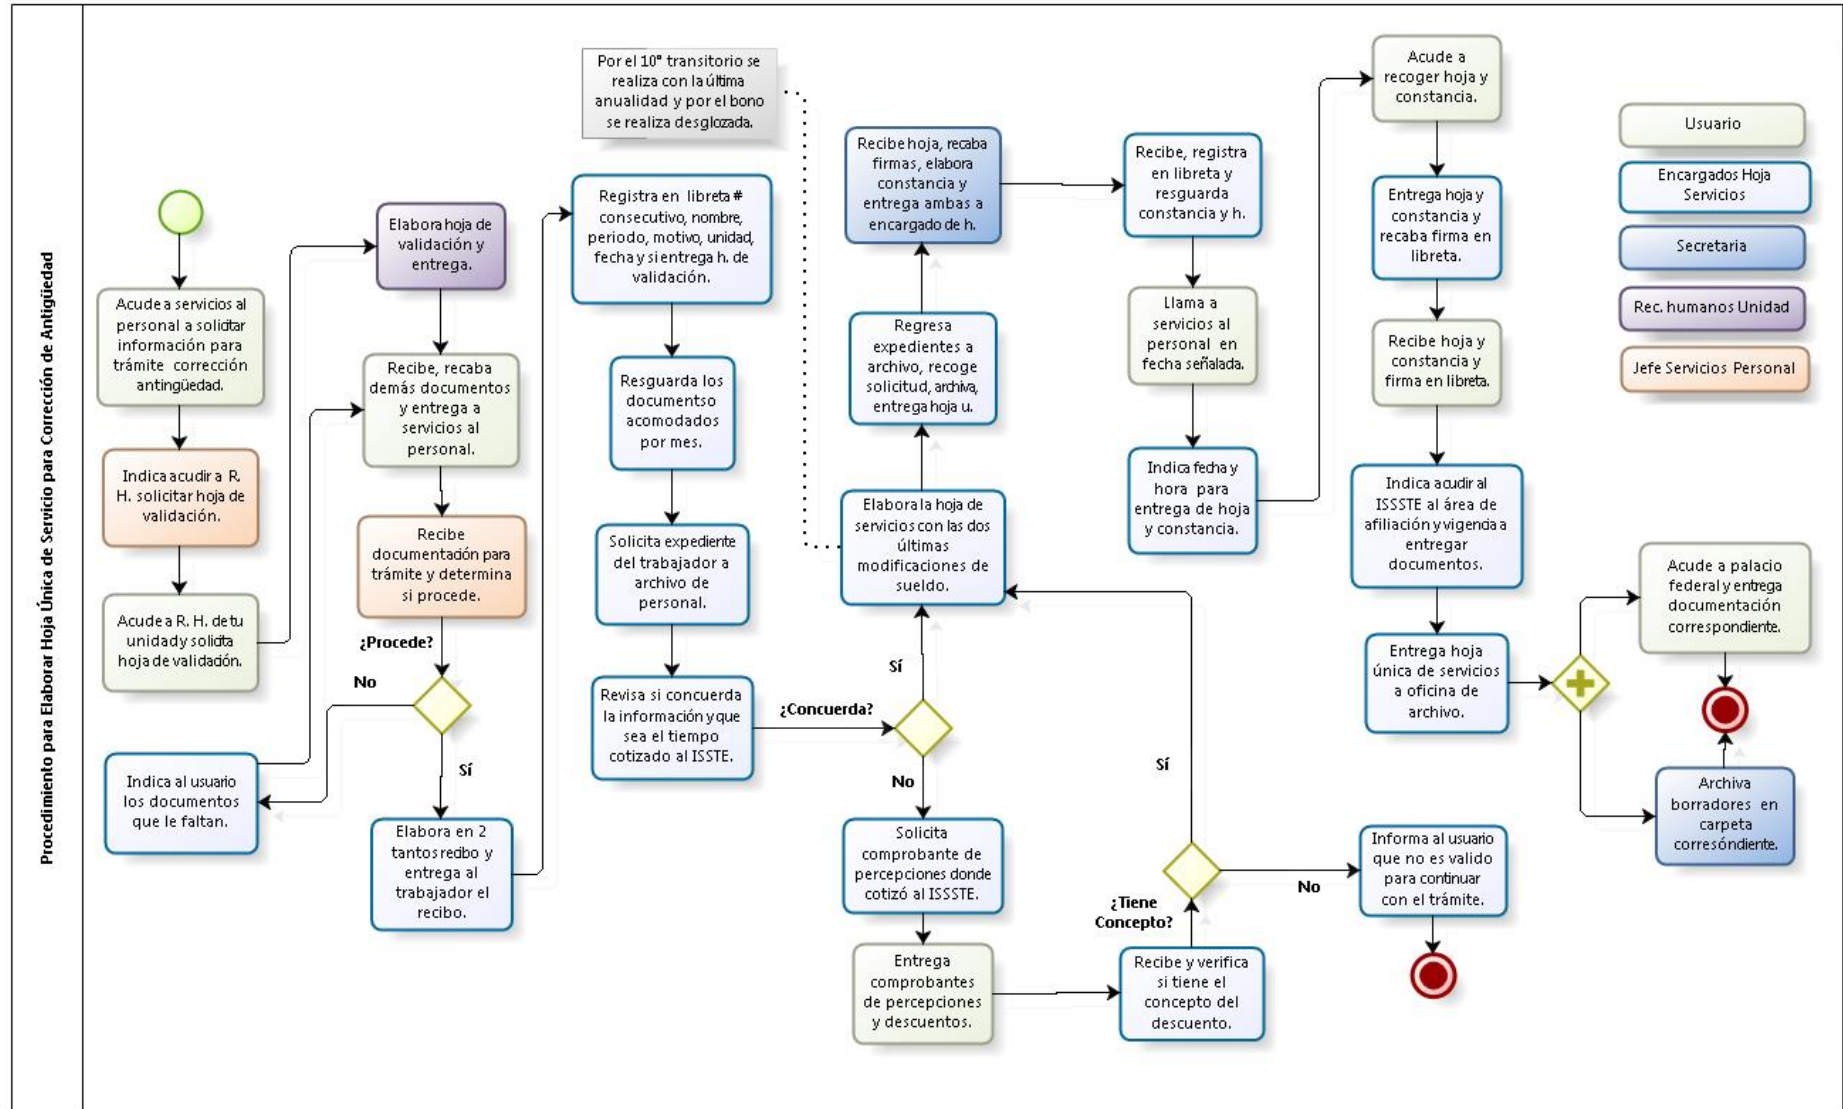 Procedimiento para Elaborar Hoja Única de Servicio para Corrección de Antigüedad
Acude a servicios al
personal a solicitar
información para
trámite corrección
antingüedad.
Indica acudir a R.
H. solicitar hoja de
validación.
Acude a R. H. de tu
unidad y solicita
hoja de validación.
Indica al usuario
los documentos
que le faltan.
Elabora hoja de
validación y
entrega.
Recibe, recaba
demás documentos
y entrega a
servicios al
personal.
Recibe
documentación para
trámite y determina
si procede.
¿Procede?
No
Sí
Elabora en 2
tantos recibo y
entrega al
trabajador el
recibo.
Por el 10° transitorio se
realiza con la última
anualidad y por el bono
se realiza desglozada.
Registra en libreta #
consecutivo, nombre,
periodo, motivo, unidad,
fecha y si entrega h. de
validación.
Resguarda los
documentso
acomodados
por mes.
Solicita expediente
del trabajador a
archivo de
personal.
Revisa si concuerda
la información y que
sea el tiempo
cotizado al ISSTE.
¿Concuerda?
Sí
No
Recibe hoja, recaba
firmas, elabora
constancia y
entrega ambas a
encargado de h.
Regresa
expedientes a
archivo, recoge
solicitud, archiva,
entrega hoja u.
Elabora la hoja de
servicios con las dos
últimas
modificaciones de
sueldo.
Solicita
comprobante de
percepciones donde
cotizó al ISSSTE.
Entrega
comprobantes
de percepciones
y descuentos.
Recibe, registra
en libreta y
resguarda
constancia y h.
Llama a
servicios al
personal en
fecha señalada.
Indica fecha y
hora para
entrega de hoja
y constancia.
Sí
¿Tiene
Concepto?
No
Recibe y verifica
si tiene el
concepto del
descuento.
Acude a
recoger hoja y
constancia.
Entrega hoja y
constancia y
recaba firma en
libreta.
Recibe hoja y
constancia y
firma en libreta.
Indica acudir al
ISSSTE al área de
afiliación y vigencia a
entregar
documentos.
Entrega hoja
única de servicios
a oficina de
archivo.
Informa al usuario
que no es valido
para continuar
con el trámite.
Acude a palacio
federal y entrega
documentación
correspondiente.
Archiva
borradores en
carpeta
corresóndiente.
Usuario
Encargados Hoja
Servicios
Secretaria
Rec. humanos Unidad
Jefe Servicios Personal